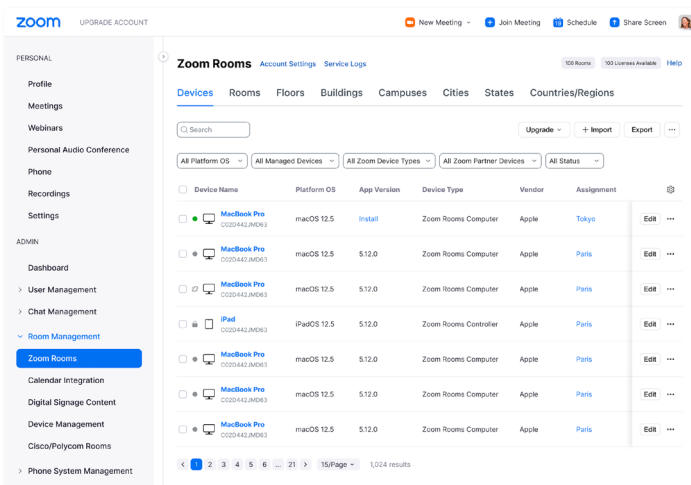 zoom UPGRADE ACCOUNT New Meeting 19 Join Meeting Schedule Share Screen
PERSONAL
Profile
Meetings
Webinars
Personal Audio Conference
Phone
Recordings
Settings
ADMIN
Dashboard
User Management
Chat Management
Room Management
Zoom Rooms
Calendar Integration
Digital Signage Content
Device Management
Cisco/Polycom Rooms
Phone System Management
Zoom Rooms Account Settings Service Logs 100 Rooms 100 Licenses Available Help
Devices Rooms Floors Buildings Campuses Cities States Countries/Regions
Search Upgrade + Import Export ...
All Platform OS All Managed Devices All Zoom Device Types All Zoom Partner Devices All Status
Device Name Platform OS App Version Device Type Vendor Assignment
MacBook Pro
C02D442JMD63 macOS 12.5 Install Zoom Rooms Computer Apple Tokyo Edit ...
MacBook Pro
C02D442JMD63 macOS 12.5 5.12.0 Zoom Rooms Computer Apple Paris Edit ...
MacBook Pro
C02D442JMD63 macOS 12.5 5.12.0 Zoom Rooms Computer Apple Paris Edit ...
iPad
C02D442JMD63 iPadOS 12.5 5.12.0 Zoom Rooms Controller Apple Paris Edit ...
MacBook Pro
C02D442JMD63 macOS 12.5 5.12.0 Zoom Rooms Computer Apple Paris Edit ...
MacBook Pro
C02D442JMD63 macOS 12.5 5.12.0 Zoom Rooms Computer Apple Paris Edit ...
MacBook Pro
C02D442JMD63 macOS 12.5 5.12.0 Zoom Rooms Computer Apple Paris Edit ...
< 1 2 3 4 5 6 ... 21 > 15/Page 1,024 results